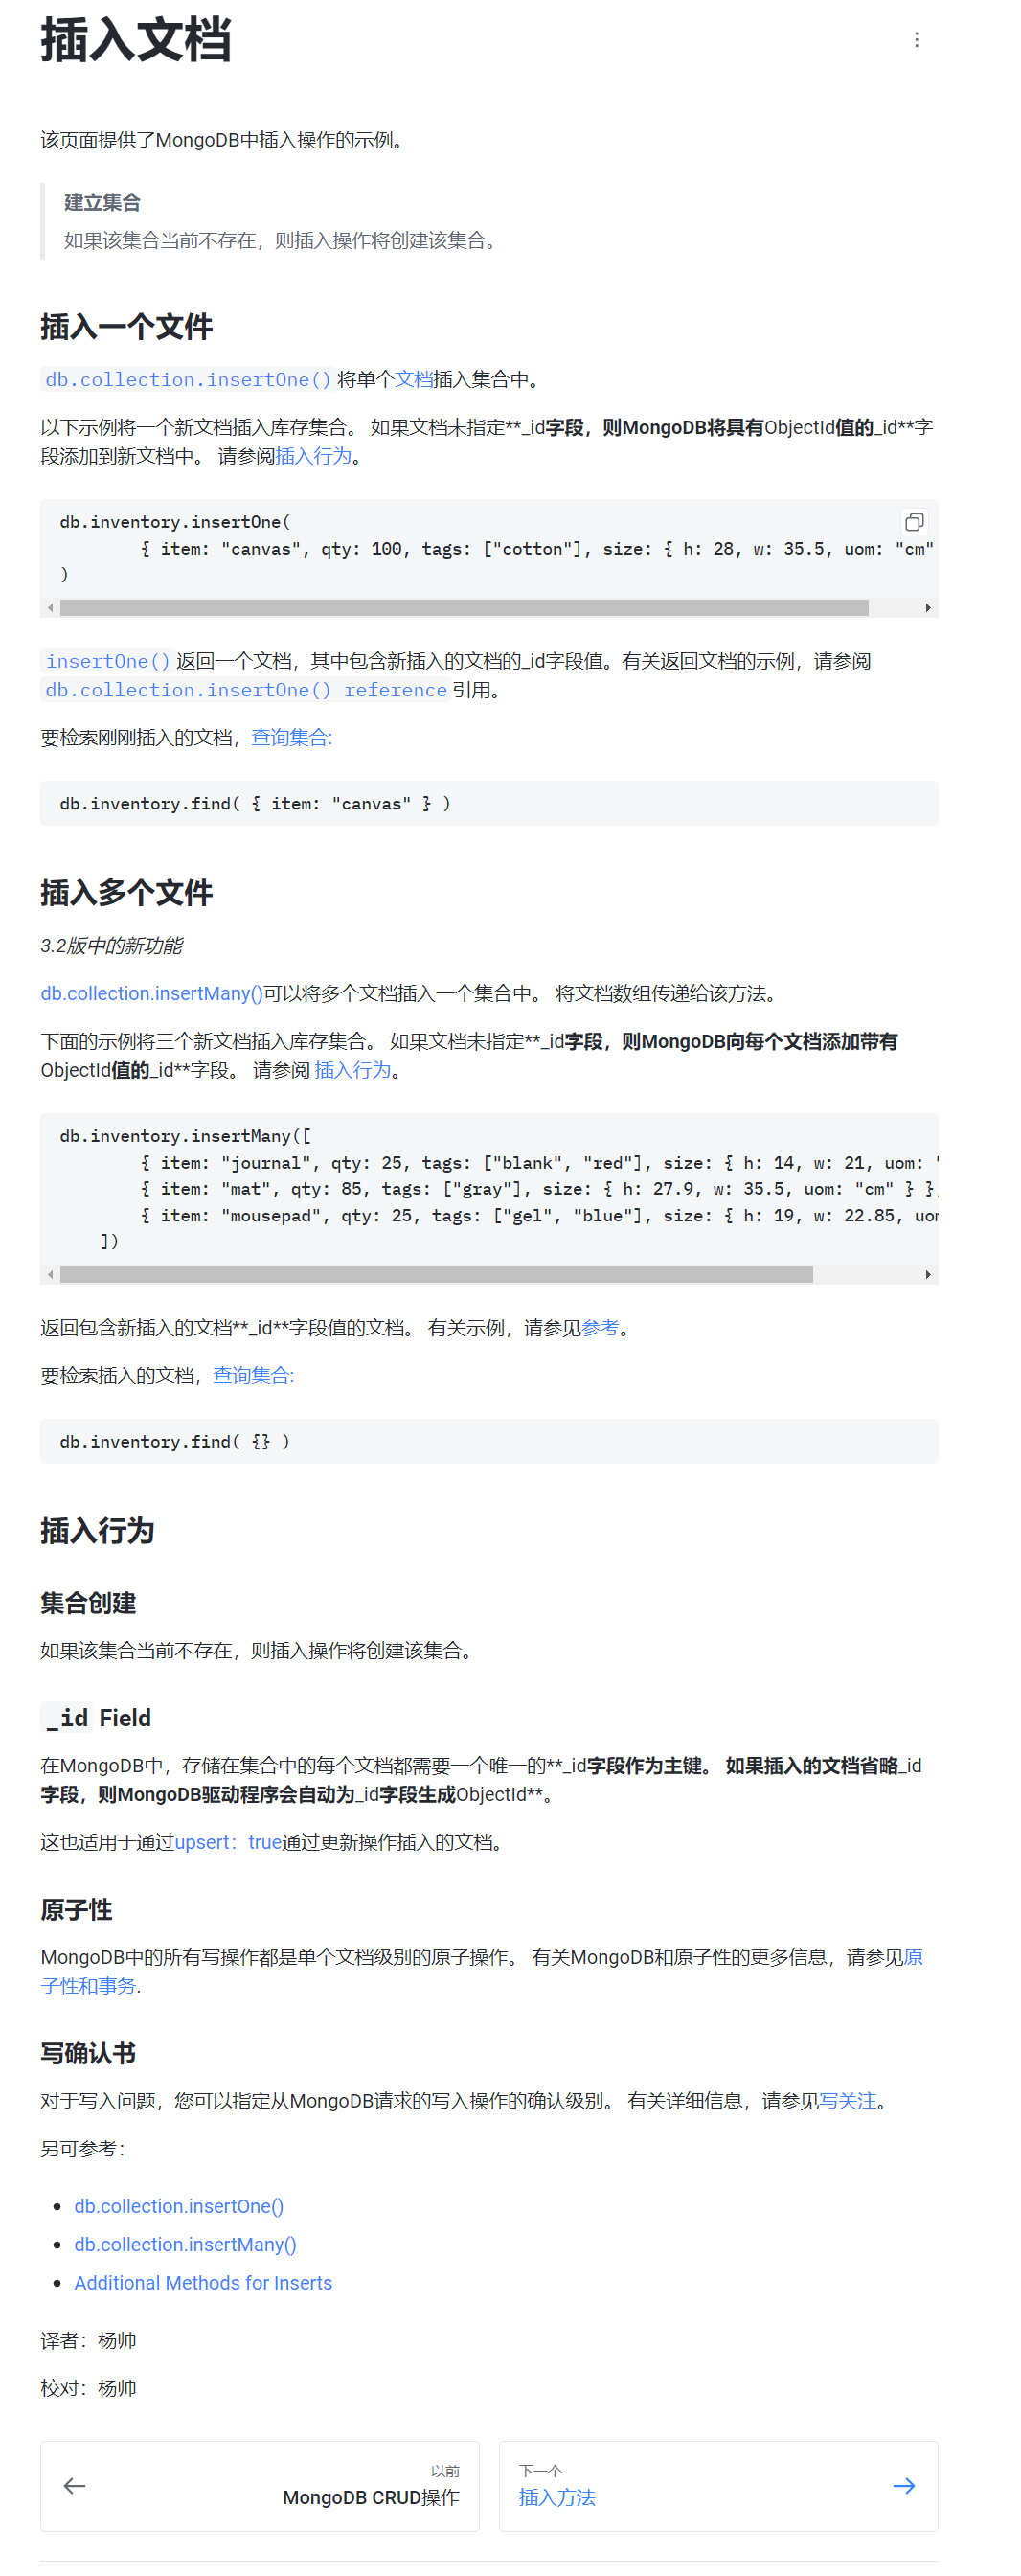 插入文档
该页面提供了MongoDB中插入操作的示例。
建立集合
如果该集合当前不存在，则插入操作将创建该集合。
插入一个文件
db.collection.insertOne() 将单个文档插入集合中。
以下示例将一个新文档插入库存集合。 如果文档未指定**_id字段，则MongoDB将具有ObjectId值的_id**字
段添加到新文档中。 请参阅插入行为。
db.inventory.insertOne(
{ item: "canvas", qty: 100, tags: ["cotton"], size: { h: 28, w: 35.5, uom: "cm"
)
insertOne() 返回一个文档，其中包含新插入的文档的_id字段值。有关返回文档的示例，请参阅
db.collection.insertOne() reference 引用。
要检索刚刚插入的文档，查询集合:
db.inventory.find( { item: "canvas" } )
插入多个文件
3.2版中的新功能
db.collection.insertMany()可以将多个文档插入一个集合中。 将文档数组传递给该方法。
下面的示例将三个新文档插入库存集合。 如果文档未指定**_id字段，则MongoDB向每个文档添加带有
ObjectId值的_id**字段。 请参阅 插入行为。
db.inventory.insertMany([
{ item: "journal", qty: 25, tags: ["blank", "red"], size: { h: 14, w: 21, uom: "
{ item: "mat", qty: 85, tags: ["gray"], size: { h: 27.9, w: 35.5, uom: "cm" } },
{ item: "mousepad", qty: 25, tags: ["gel", "blue"], size: { h: 19, w: 22.85, uom
])
返回包含新插入的文档**_id**字段值的文档。 有关示例，请参见参考。
要检索插入的文档，查询集合:
db.inventory.find( {} )
插入行为
集合创建
如果该集合当前不存在，则插入操作将创建该集合。
_id Field
在MongoDB中，存储在集合中的每个文档都需要一个唯一的**_id字段作为主键。 如果插入的文档省略_id
字段，则MongoDB驱动程序会自动为_id字段生成ObjectId**。
这也适用于通过upsert：true通过更新操作插入的文档。
原子性
MongoDB中的所有写操作都是单个文档级别的原子操作。 有关MongoDB和原子性的更多信息，请参见原
子性和事务.
写确认书
对于写入问题，您可以指定从MongoDB请求的写入操作的确认级别。 有关详细信息，请参见写关注。
另可参考：
db.collection.insertOne()
db.collection.insertMany()
Additional Methods for Inserts
译者：杨帅
校对：杨帅
以前
MongoDB CRUD操作
下一个
插入方法